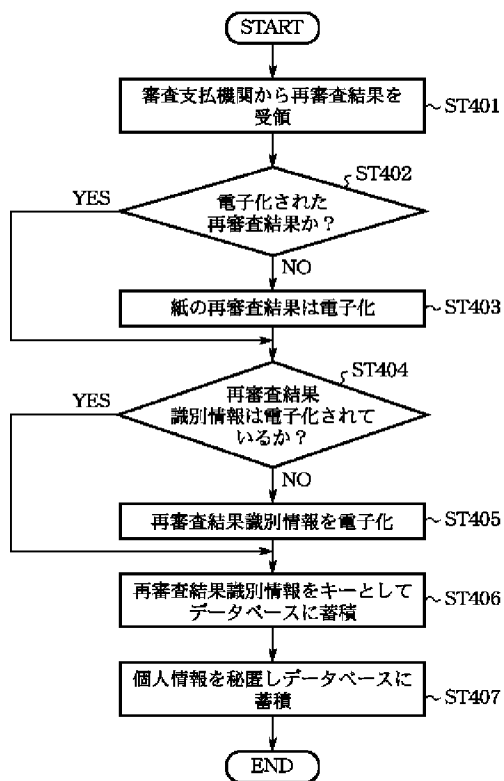 START
審査支払機関から再審査結果を
受領
ST401
ST402
YES
電子化された
再審査結果か？
NO
紙の再審査結果は電子化
ST403
ST404
YES
再審査結果
識別情報は電子化されて
いるか？
NO
再審査結果識別情報を電子化
ST405
再審査結果識別情報をキーとして
データベースに蓄積
ST406
個人情報を秘匿しデータベースに
蓄積
ST407
END